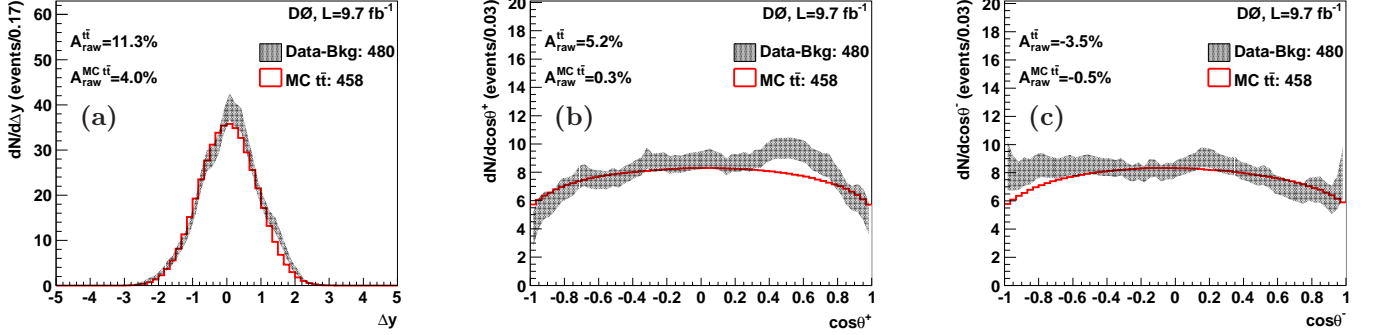 DØ, L=9.7 fb⁻¹
A_raw^{tt̄}=11.3%
Data-Bkg: 480
A_raw^{MC tt̄}=4.0%
MC tt̄: 458
(a)
dN/dΔy (events/0.17)
60
50
40
30
20
10
0
-5 -4 -3 -2 -1 0 1 2 3 4 5
Δy
DØ, L=9.7 fb⁻¹
A_raw^{tt̄}=5.2%
Data-Bkg: 480
A_raw^{MC tt̄}=0.3%
MC tt̄: 458
(b)
dN/dcosθ⁺ (events/0.03)
20
18
16
14
12
10
8
6
4
2
0
-1 -0.8 -0.6 -0.4 -0.2 0 0.2 0.4 0.6 0.8 1
cosθ⁺
DØ, L=9.7 fb⁻¹
A_raw^{tt̄}=-3.5%
Data-Bkg: 480
A_raw^{MC tt̄}=-0.5%
MC tt̄: 458
(c)
dN/dcosθ⁻ (events/0.03)
20
18
16
14
12
10
8
6
4
2
0
-1 -0.8 -0.6 -0.4 -0.2 0 0.2 0.4 0.6 0.8 1
cosθ⁻